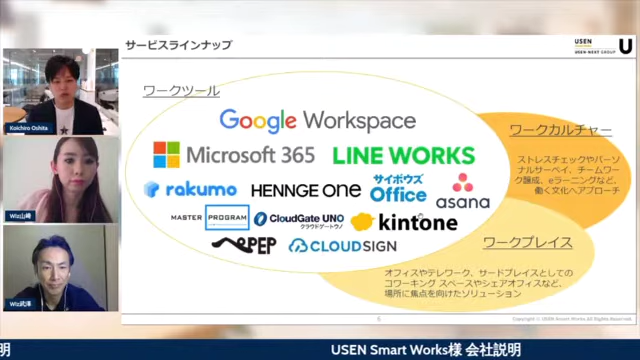 サービスラインナップ
USEN
USEN-NEXT GROUP
U
ワークツール
Google Workspace
Microsoft 365
LINE WORKS
rakumo
HENNGE ONE
サイボウズ
Office
asana
MASTER PROGRAM
CloudGate UNO
クラウドゲートウノ
kintone
PEP
CLOUDSIGN
ワークカルチャー
ストレスチェックやパーソ
ナルサーベイ、チームワー
ク醸成、eラーニングなど、
働く文化へアプローチ
ワークプレイス
オフィスやテレワーク、サードプレイスとしての
コワーキング スペースやシェアオフィスなど、
場所に焦点を向けたソリューション
5
Copyright © USEN Smart Works All Rights Reserved.
Koichiro Oshita
Wiz山崎
Wiz武澤
明
USEN Smart Works様 会社説明